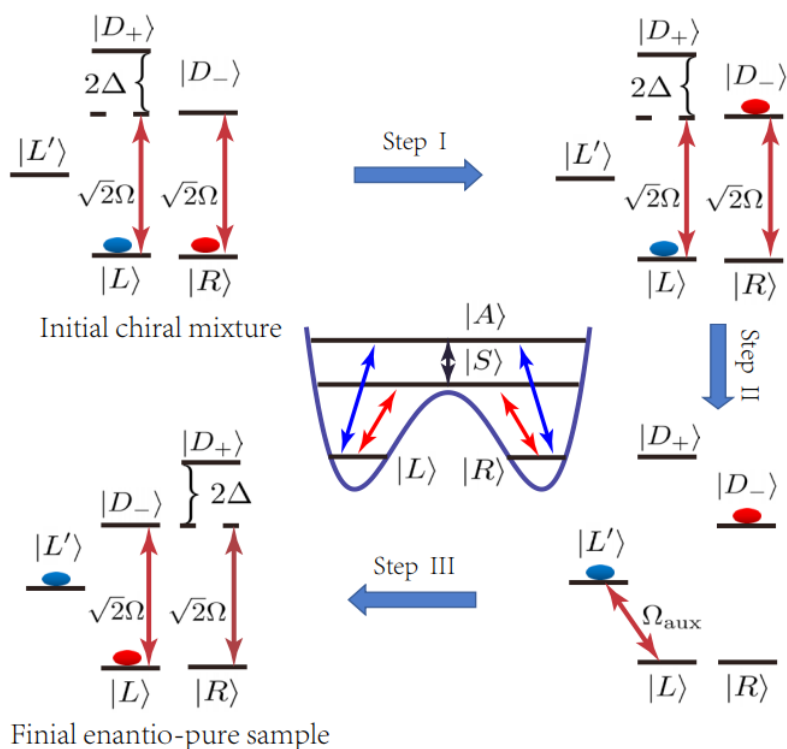 |D₊⟩
|D₋⟩
2Δ
|L′⟩
√2Ω
√2Ω
|L⟩
|R⟩
Initial chiral mixture
Step I
|D₊⟩
|D₋⟩
2Δ
|L′⟩
√2Ω
√2Ω
|L⟩
|R⟩
Step II
|A⟩
|S⟩
|L⟩
|R⟩
|D₊⟩
|D₋⟩
|L′⟩
Ωaux
|L⟩
|R⟩
Step III
|D₊⟩
|D₋⟩
2Δ
|L′⟩
√2Ω
√2Ω
|L⟩
|R⟩
Finial enantio-pure sample